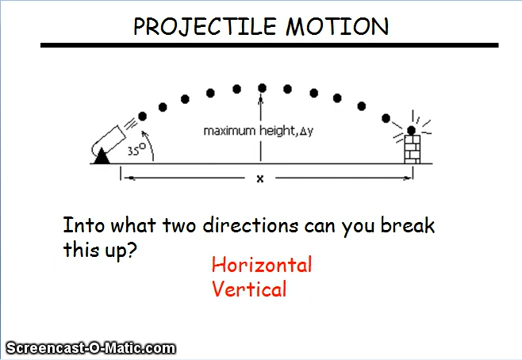 PROJECTILE MOTION
maximum height, Δy
35°
x
Into what two directions can you break
this up?
Horizontal
Vertical
Screencast-O-Matic.com